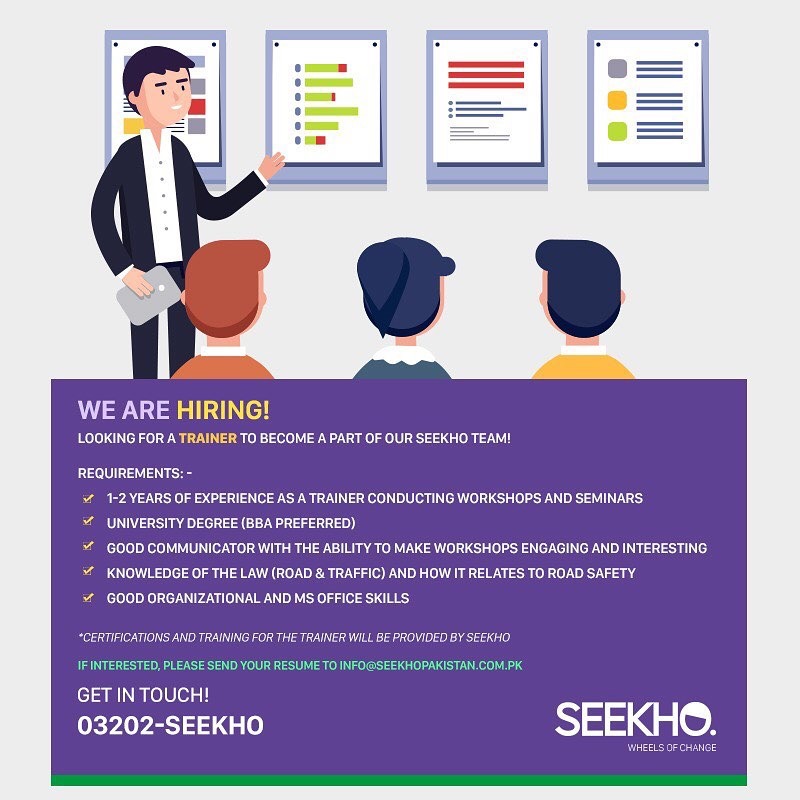 WE ARE HIRING!
LOOKING FOR A TRAINER TO BECOME A PART OF OUR SEEKHO TEAM!
REQUIREMENTS: -
1-2 YEARS OF EXPERIENCE AS A TRAINER CONDUCTING WORKSHOPS AND SEMINARS
UNIVERSITY DEGREE (BBA PREFERRED)
GOOD COMMUNICATOR WITH THE ABILITY TO MAKE WORKSHOPS ENGAGING AND INTERESTING
KNOWLEDGE OF THE LAW (ROAD & TRAFFIC) AND HOW IT RELATES TO ROAD SAFETY
GOOD ORGANIZATIONAL AND MS OFFICE SKILLS
*CERTIFICATIONS AND TRAINING FOR THE TRAINER WILL BE PROVIDED BY SEEKHO
IF INTERESTED, PLEASE SEND YOUR RESUME TO INFO@SEEKHOPAKISTAN.COM.PK
GET IN TOUCH!
03202-SEEKHO
SEEKHO.
WHEELS OF CHANGE